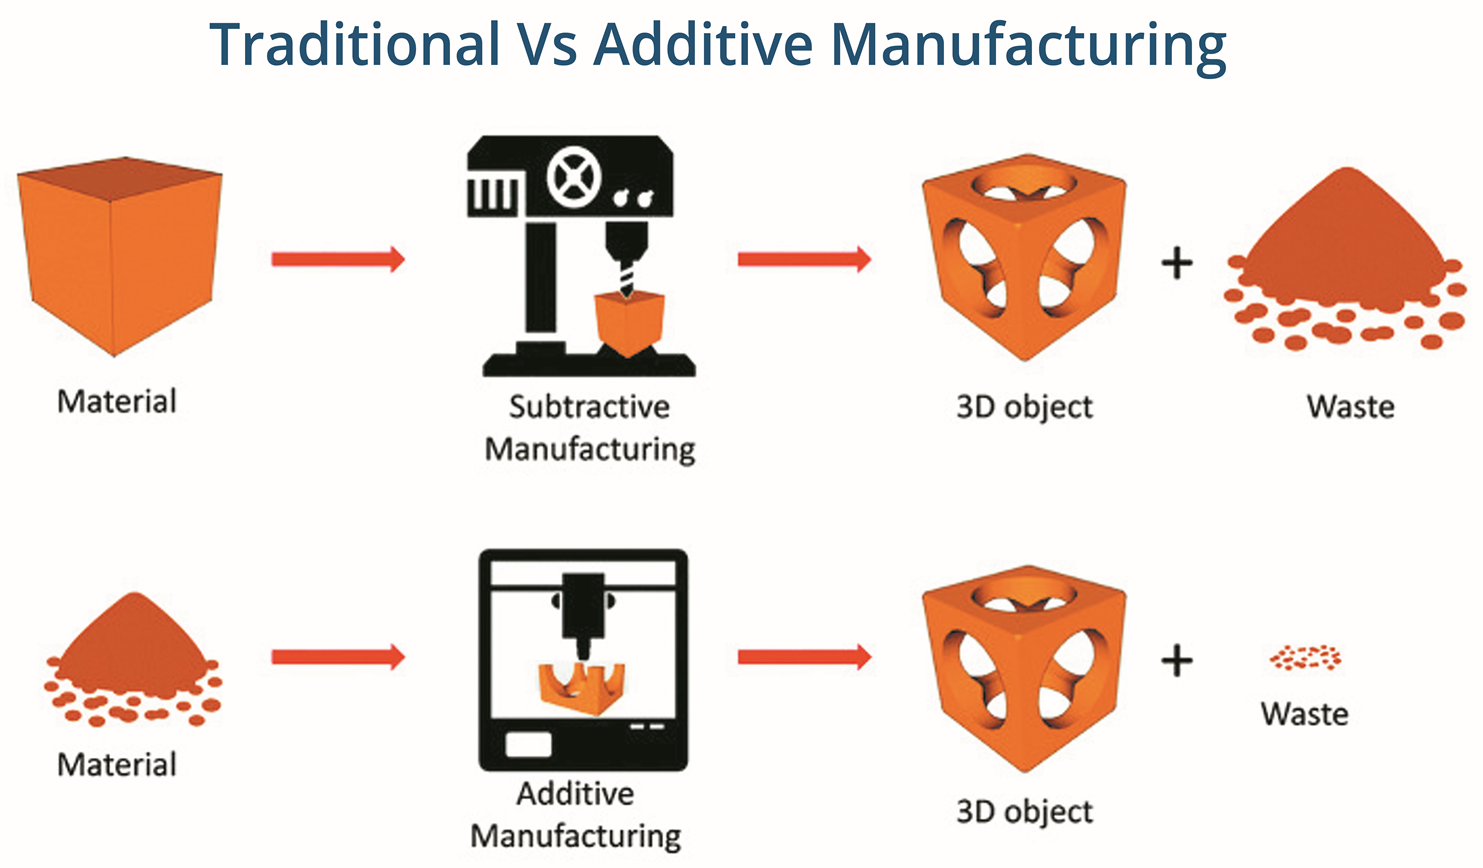 Traditional Vs Additive Manufacturing
Material
Subtractive
Manufacturing
3D object
+
Waste
Material
Additive
Manufacturing
3D object
+
Waste